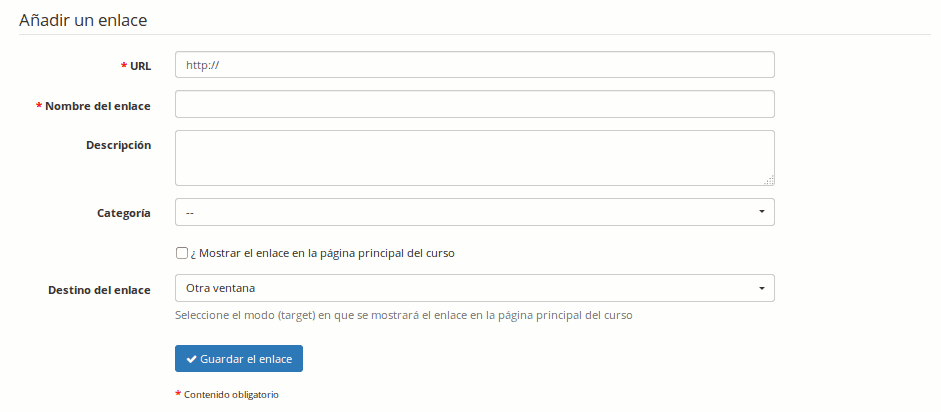 Añadir un enlace
* URL
http://
* Nombre del enlace
Descripción
Categoría
--
¿ Mostrar el enlace en la página principal del curso
Destino del enlace
Otra ventana
Seleccione el modo (target) en que se mostrará el enlace en la página principal del curso
Guardar el enlace
* Contenido obligatorio